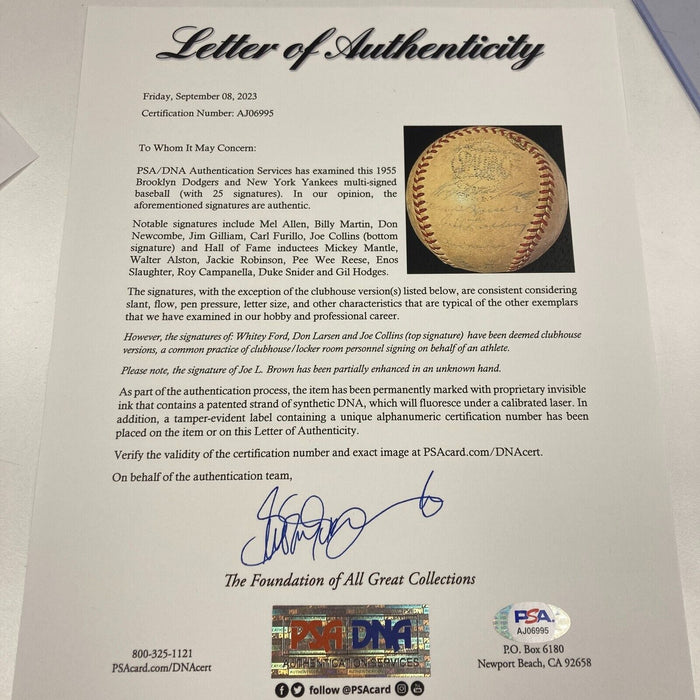 Letter of Authenticity
Friday, September 08, 2023
Certification Number: AJ06995
To Whom It May Concern:
PSA/DNA Authentication Services has examined this 1955
Brooklyn Dodgers and New York Yankees multi-signed
baseball (with 25 signatures). In our opinion, the
aforementioned signatures are authentic.
Notable signatures include Mel Allen, Billy Martin, Don
Newcombe, Jim Gilliam, Carl Furillo, Joe Collins (bottom
signature) and Hall of Fame inductees Mickey Mantle,
Walter Alston, Jackie Robinson, Pee Wee Reese, Enos
Slaughter, Roy Campanella, Duke Snider and Gil Hodges.
The signatures, with the exception of the clubhouse version(s) listed below, are consistent considering
slant, flow, pen pressure, letter size, and other characteristics that are typical of the other exemplars
that we have examined in our hobby and professional career.
However, the signatures of: Whitey Ford, Don Larsen and Joe Collins (top signature) have been deemed clubhouse
versions, a common practice of clubhouse/locker room personnel signing on behalf of an athlete.
Please note, the signature of Joe L. Brown has been partially enhanced in an unknown hand.
As part of the authentication process, the item has been permanently marked with proprietary invisible
ink that contains a patented strand of synthetic DNA, which will fluoresce under a calibrated laser. In
addition, a tamper-evident label containing a unique alphanumeric certification number has been
placed on the item or on this Letter of Authenticity.
Verify the validity of the certification number and exact image at PSAcard.com/DNAcert.
On behalf of the authentication team,
The Foundation of All Great Collections
PSA DNA
AUTHENTICATION SERVICES
PSA
AJ06995
800-325-1121
PSAcard.com/DNAcert
P.O. Box 6180
Newport Beach, CA 92658
follow @PSAcard